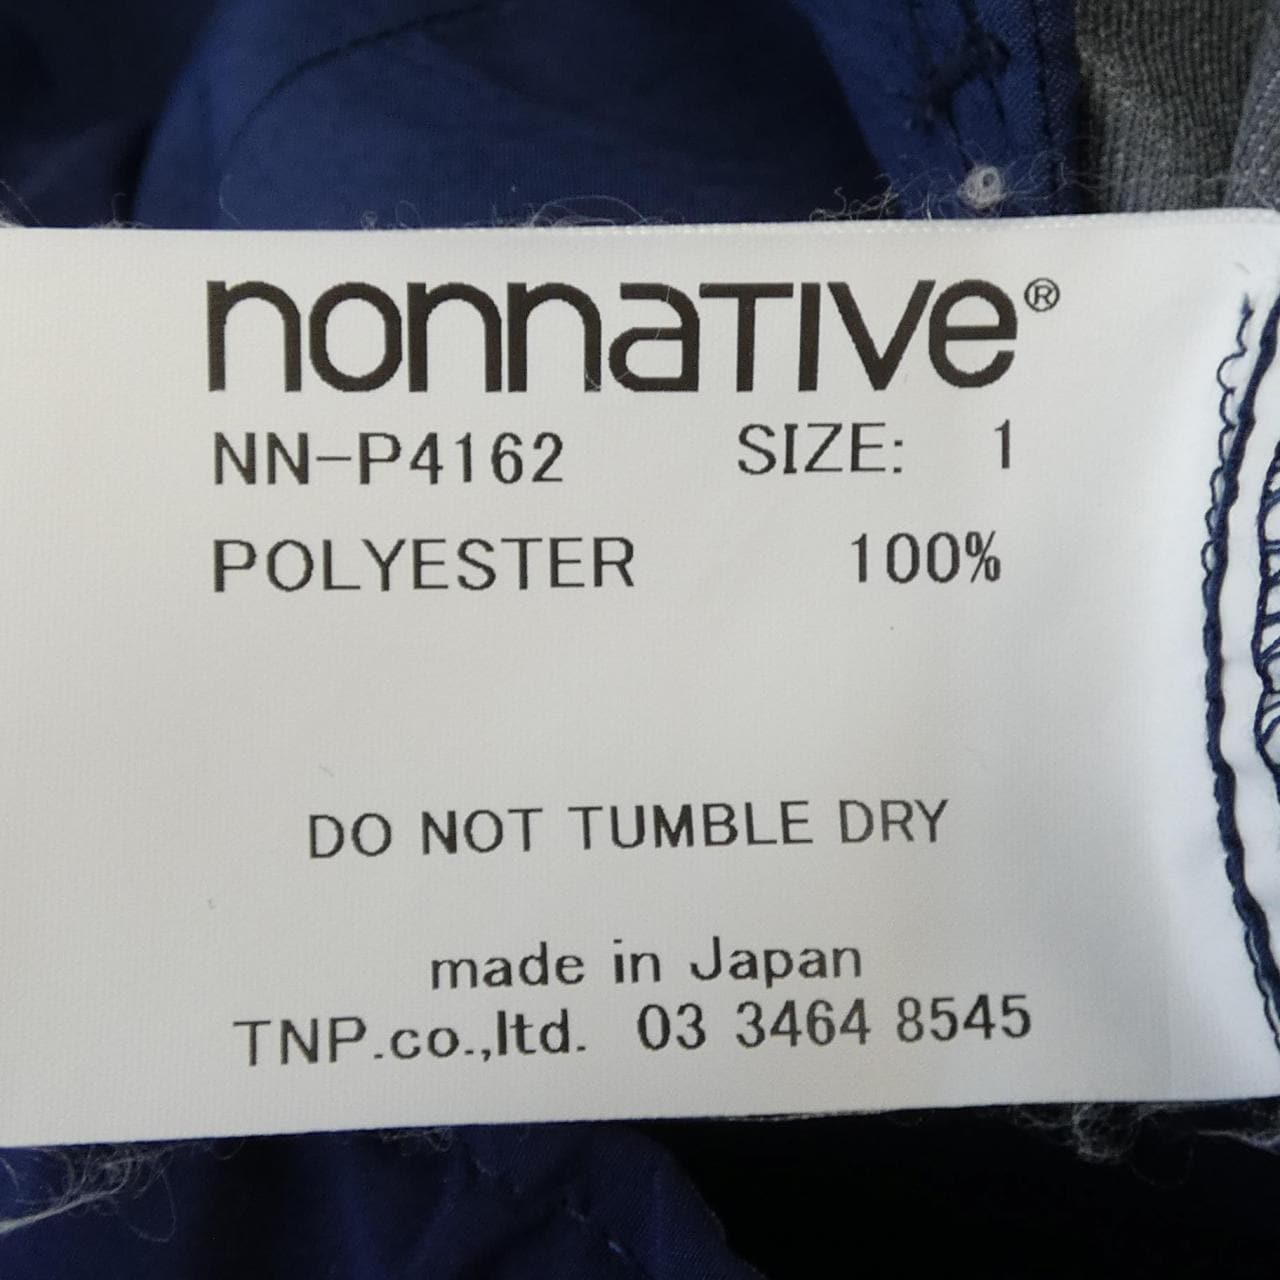 nonnaTIVe®
NN-P4162 SIZE: 1
POLYESTER 100%
DO NOT TUMBLE DRY
made in Japan
TNP.co.,ltd. 03 3464 8545